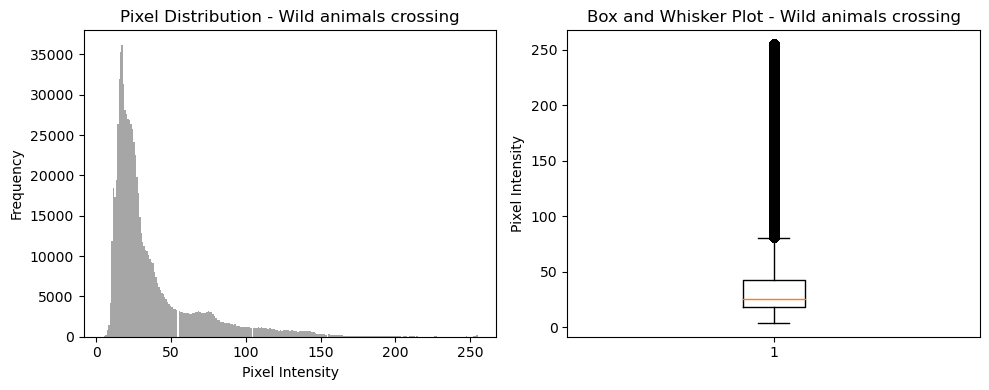 Pixel Distribution - Wild animals crossing
35000
30000
25000
20000
15000
10000
5000
0
Frequency
0 50 100 150 200 250
Pixel Intensity
Box and Whisker Plot - Wild animals crossing
250
200
150
100
50
0
Pixel Intensity
1